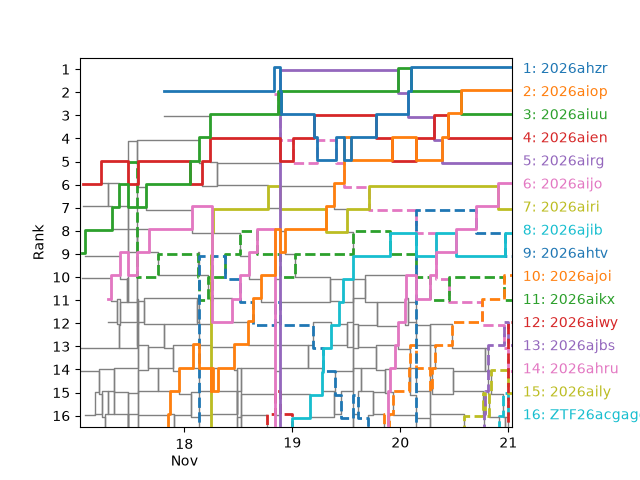 1
2
3
4
5
6
7
8
9
10
11
12
13
14
15
16
Rank
18
19
20
21
Nov
1: 2026ahzr
2: 2026aiop
3: 2026aiuu
4: 2026aien
5: 2026airg
6: 2026aijo
7: 2026airi
8: 2026ajib
9: 2026ahtv
10: 2026ajoi
11: 2026aikx
12: 2026aiwy
13: 2026ajbs
14: 2026ahru
15: 2026aily
16: ZTF26acgag